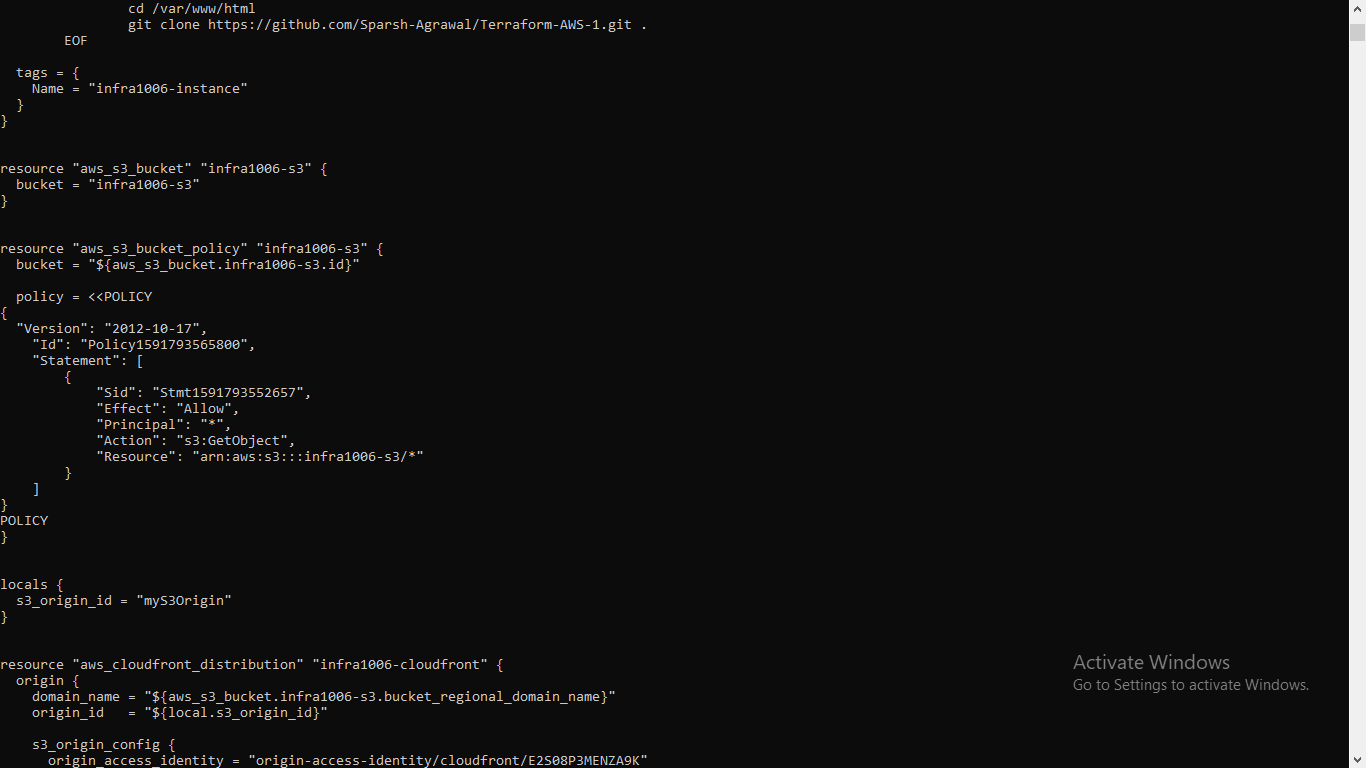 cd /var/www/html
git clone https://github.com/Sparsh-Agrawal/Terraform-AWS-1.git .
EOF
tags = {
Name = "infra1006-instance"
}
}
resource "aws_s3_bucket" "infra1006-s3" {
bucket = "infra1006-s3"
}
resource "aws_s3_bucket_policy" "infra1006-s3" {
bucket = "${aws_s3_bucket.infra1006-s3.id}"
policy = <<POLICY
{
"Version": "2012-10-17",
"Id": "Policy1591793565800",
"Statement": [
{
"Sid": "Stmt1591793552657",
"Effect": "Allow",
"Principal": "*",
"Action": "s3:GetObject",
"Resource": "arn:aws:s3:::infra1006-s3/*"
}
]
}
POLICY
}
locals {
s3_origin_id = "myS3Origin"
}
resource "aws_cloudfront_distribution" "infra1006-cloudfront" {
origin {
domain_name = "${aws_s3_bucket.infra1006-s3.bucket_regional_domain_name}"
origin_id   = "${local.s3_origin_id}"
s3_origin_config {
origin_access_identity = "origin-access-identity/cloudfront/E2S08P3MENZA9K"
Activate Windows
Go to Settings to activate Windows.